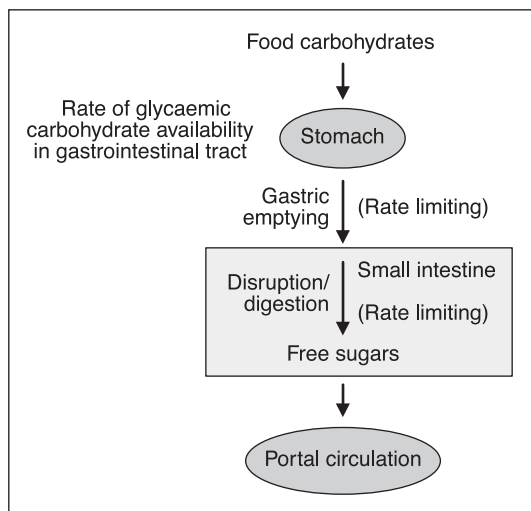 Food carbohydrates
Rate of glycaemic
carbohydrate availability
in gastrointestinal tract
Stomach
Gastric
emptying
(Rate limiting)
Small intestine
Disruption/
digestion
(Rate limiting)
Free sugars
Portal circulation